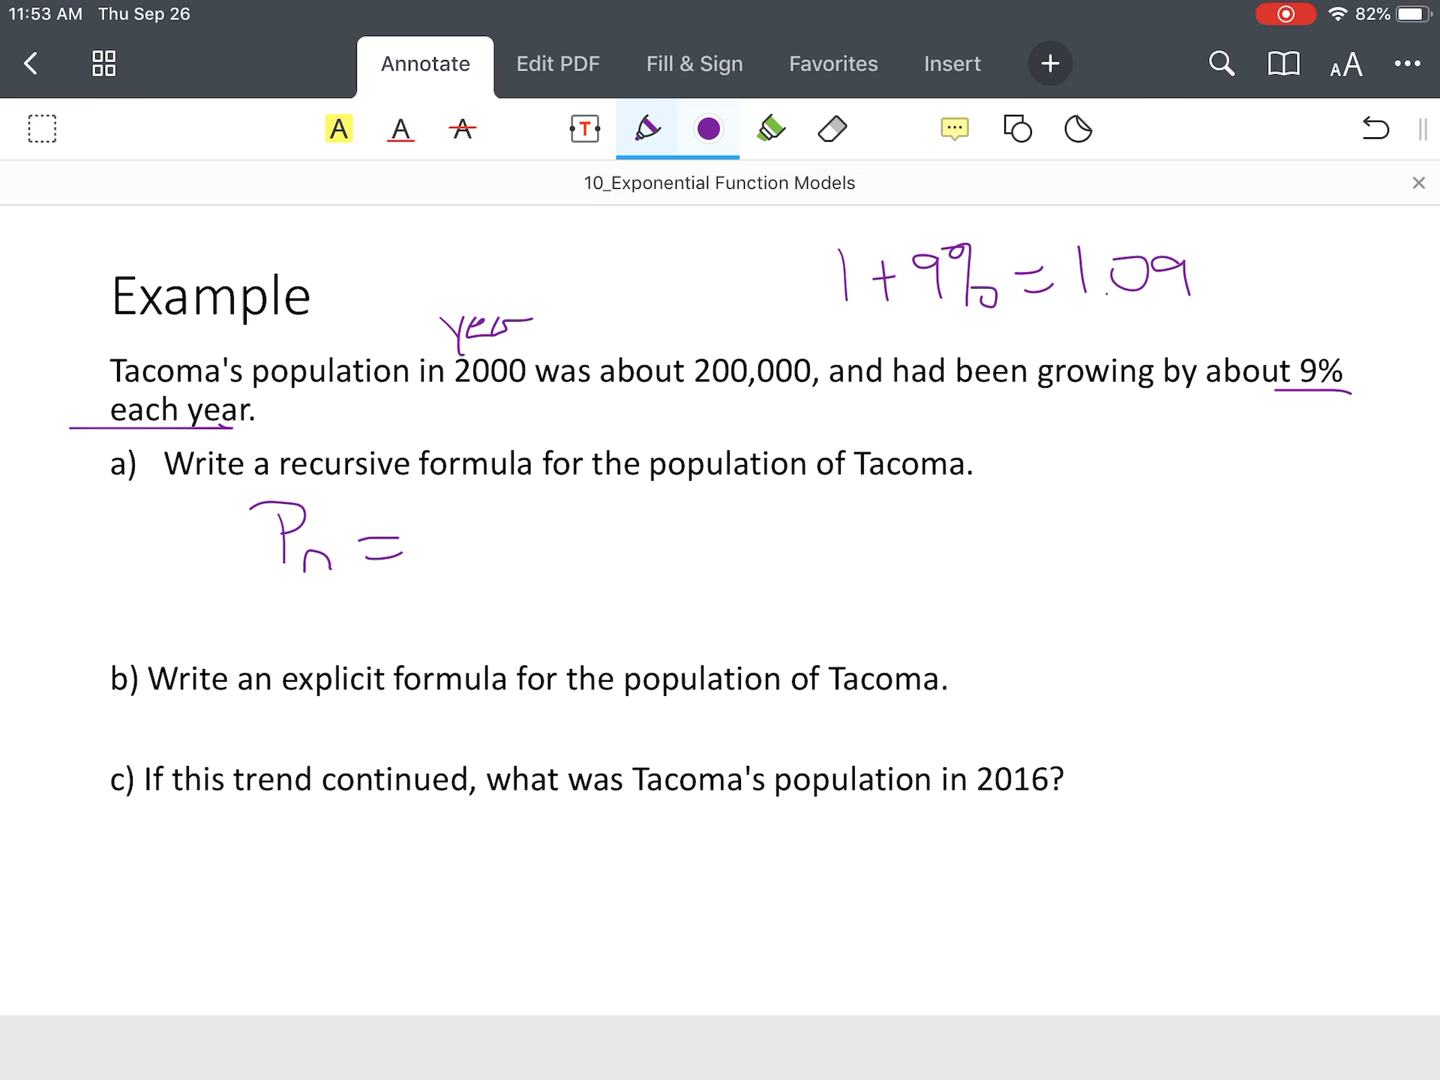 11:53 AM Thu Sep 26
82%
Annotate Edit PDF Fill & Sign Favorites Insert
A A A T AA
10_Exponential Function Models
1 + 9% = 1.09
Example
year
Tacoma's population in 2000 was about 200,000, and had been growing by about 9%
each year.
a) Write a recursive formula for the population of Tacoma.
Pn =
b) Write an explicit formula for the population of Tacoma.
c) If this trend continued, what was Tacoma's population in 2016?